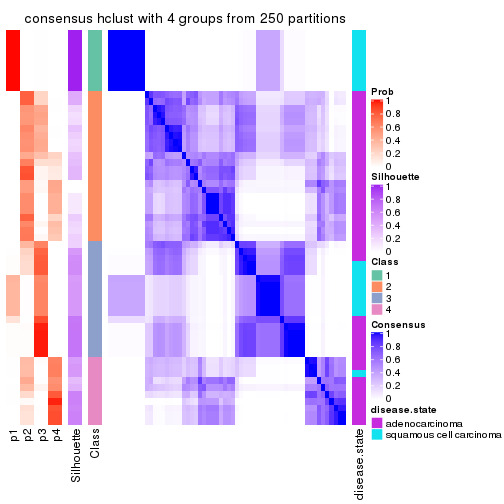 consensus hclust with 4 groups from 250 partitions
Prob
1
0.8
0.6
0.4
0.2
0
Silhouette
1
0.8
0.6
0.4
0.2
0
Class
1
2
3
4
Consensus
1
0.8
0.6
0.4
0.2
0
disease.state
adenocarcinoma
squamous cell carcinoma
p1
p2
p3
p4
Silhouette
Class
disease.state